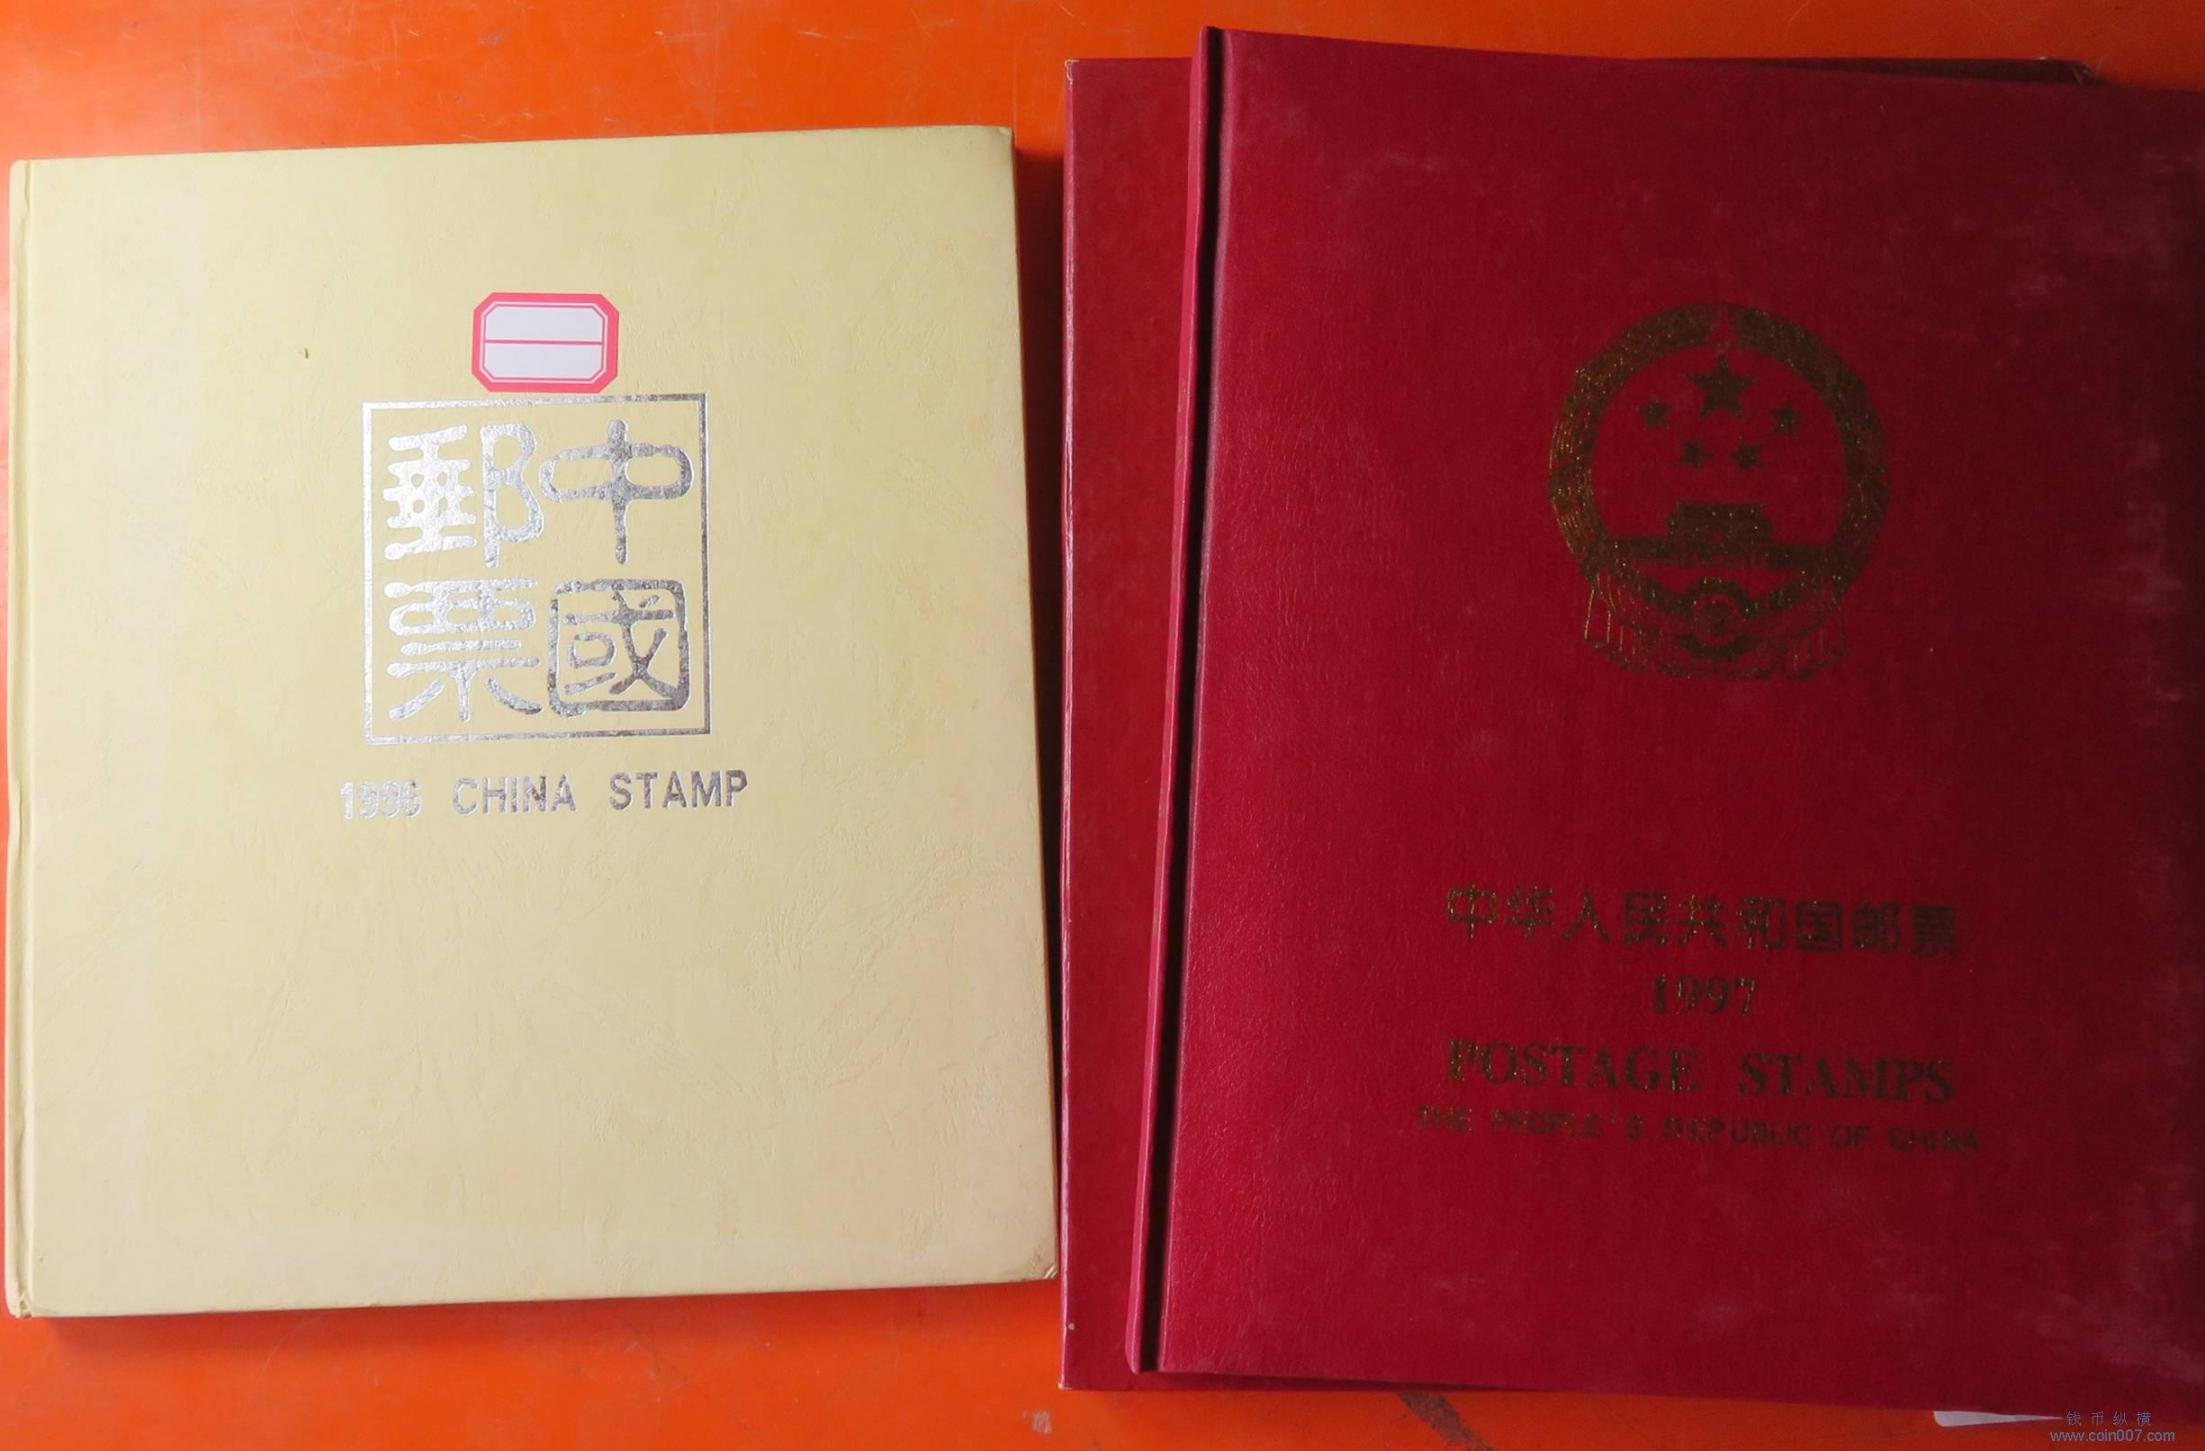 中國
郵票
1996 CHINA STAMP
中华人民共和国邮票
1997
POSTAGE STAMPS
THE PEOPLE'S REPUBLIC OF CHINA
钱币纵横
www.coin007.com